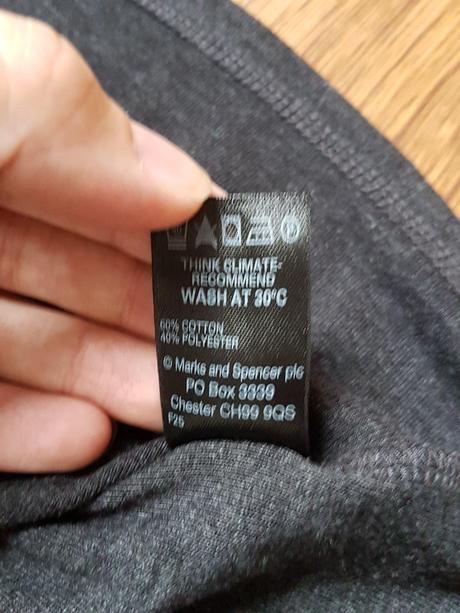 THINK CLIMATE-
RECOMMEND
WASH AT 30°C
60% COTTON
40% POLYESTER
© Marks and Spencer plc
PO Box 3339
Chester CH99 9QS
F25